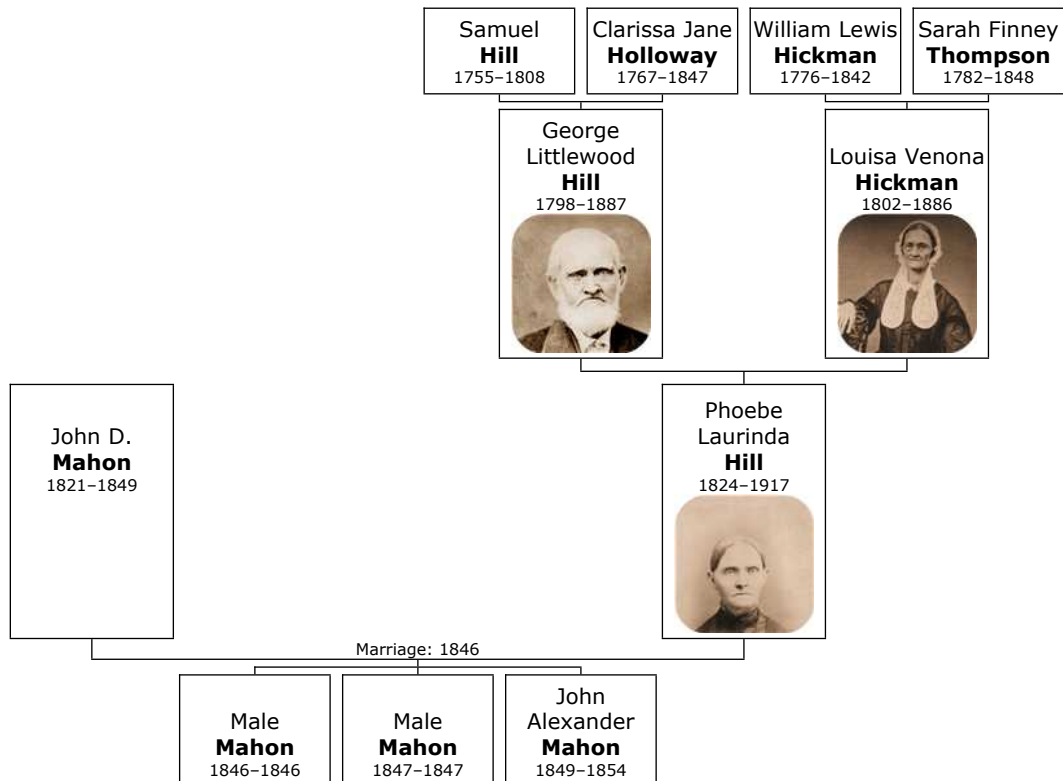 Samuel
Hill
1755–1808
Clarissa Jane
Holloway
1767–1847
William Lewis
Hickman
1776–1842
Sarah Finney
Thompson
1782–1848
George
Littlewood
Hill
1798–1887
Louisa Venona
Hickman
1802–1886
John D.
Mahon
1821–1849
Phoebe
Laurinda
Hill
1824–1917
Marriage: 1846
Male
Mahon
1846–1846
Male
Mahon
1847–1847
John
Alexander
Mahon
1849–1854